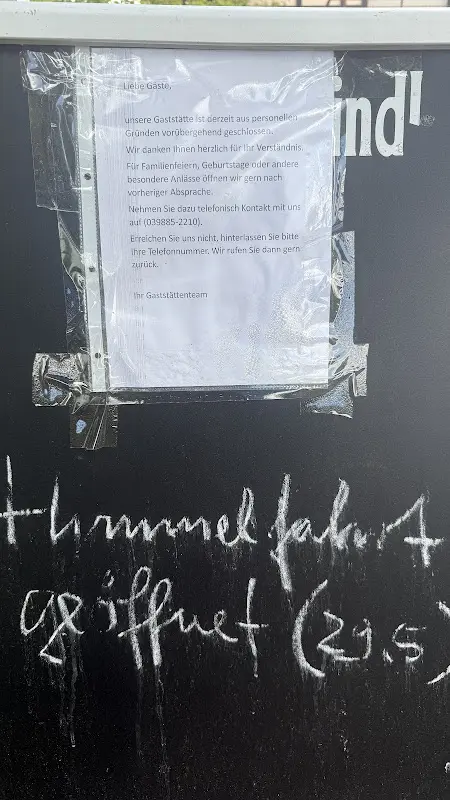 Liebe Gäste,
ind'
unsere Gaststätte ist derzeit aus personellen
Gründen vorübergehend geschlossen.
Wir danken Ihnen herzlich für Ihr Verständnis.
Für Familienfeiern, Geburtstage oder andere
besondere Anlässe öffnen wir gern nach
vorheriger Absprache.
Nehmen Sie dazu telefonisch Kontakt mit uns
auf (039885-2210).
Erreichen Sie uns nicht, hinterlassen Sie bitte
Ihre Telefonnummer. Wir rufen Sie dann gern
zurück.
Ihr Gaststättenteam
Himmelfahrt
geöffnet (29.5)